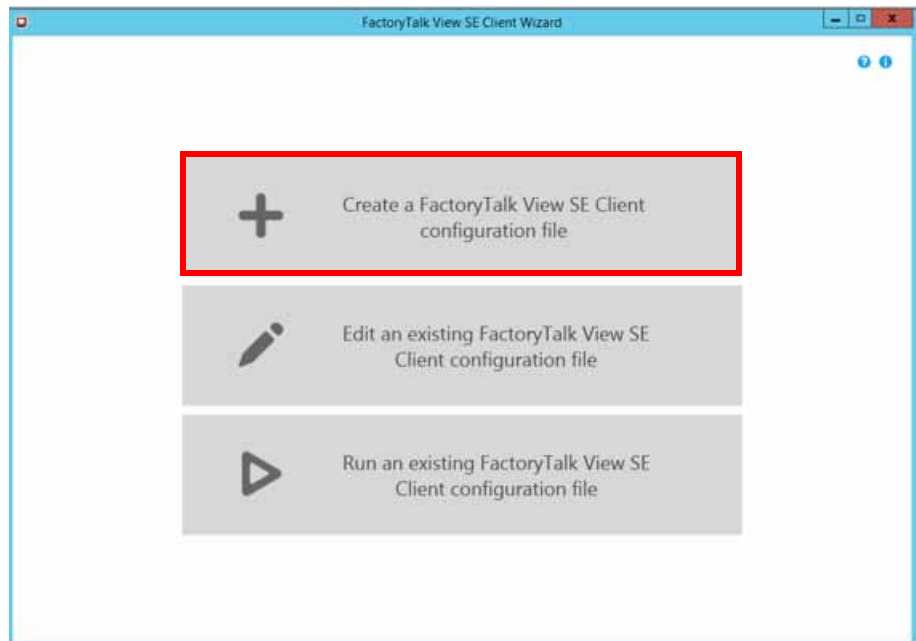 FactoryTalk View SE Client Wizard
Create a FactoryTalk View SE Client
configuration file
Edit an existing FactoryTalk View SE
Client configuration file
Run an existing FactoryTalk View SE
Client configuration file